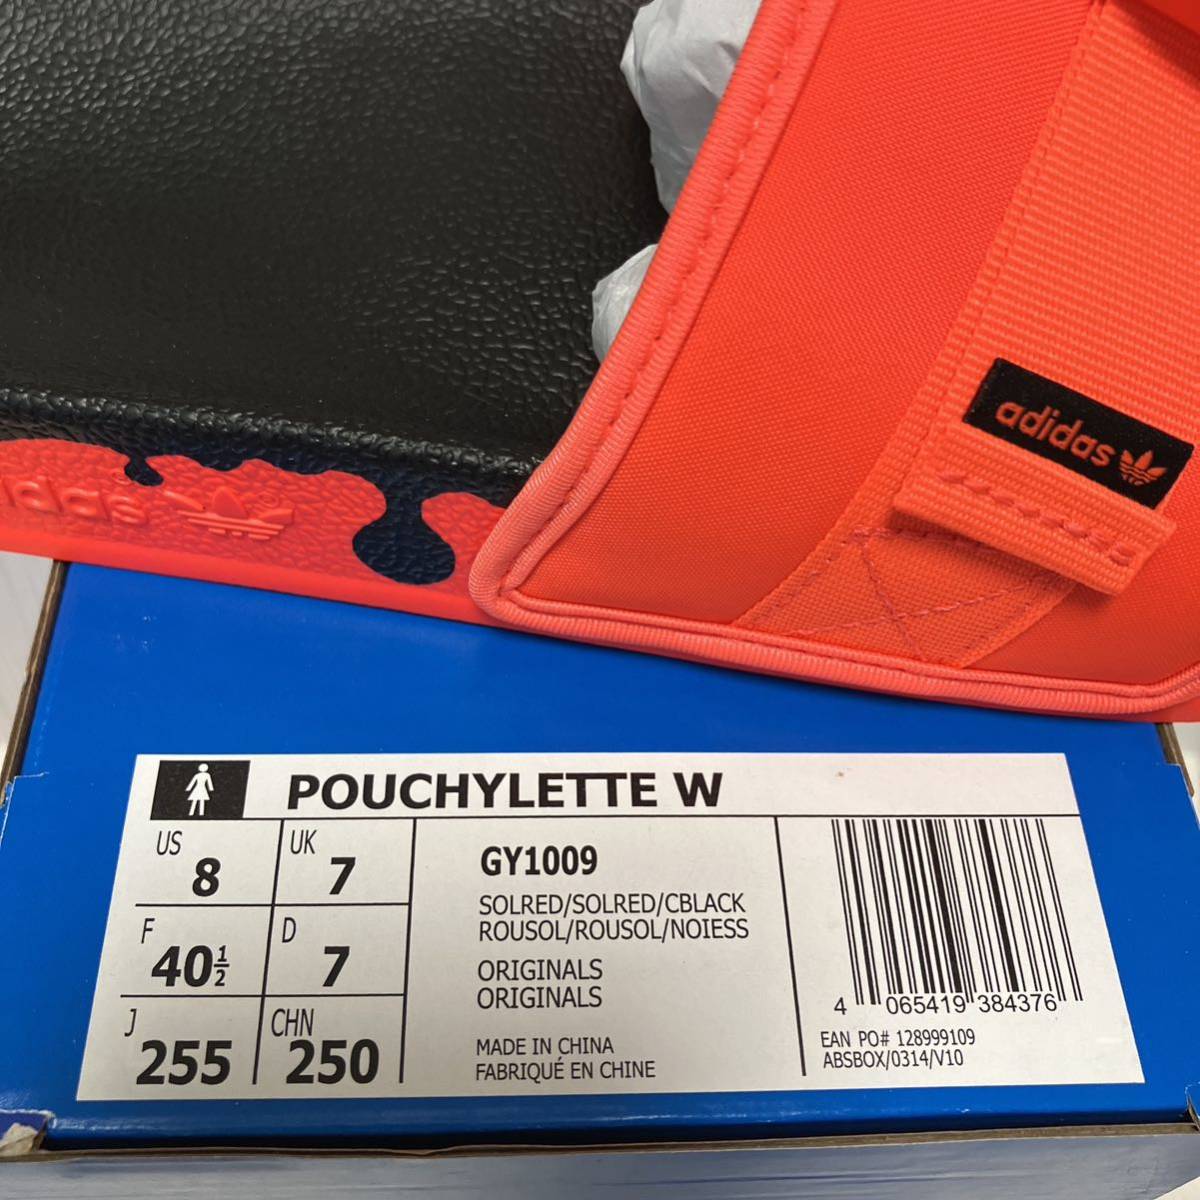 adidas
adidas
POUCHYLETTE W
US 8
UK 7
F 40½
D 7
J 255
CHN 250
GY1009
SOLRED/SOLRED/CBLACK
ROUSOL/ROUSOL/NOIESS
ORIGINALS
ORIGINALS
MADE IN CHINA
FABRIQUÉ EN CHINE
4 065419 384376
EAN PO# 128999109
ABSBOX/0314/V10